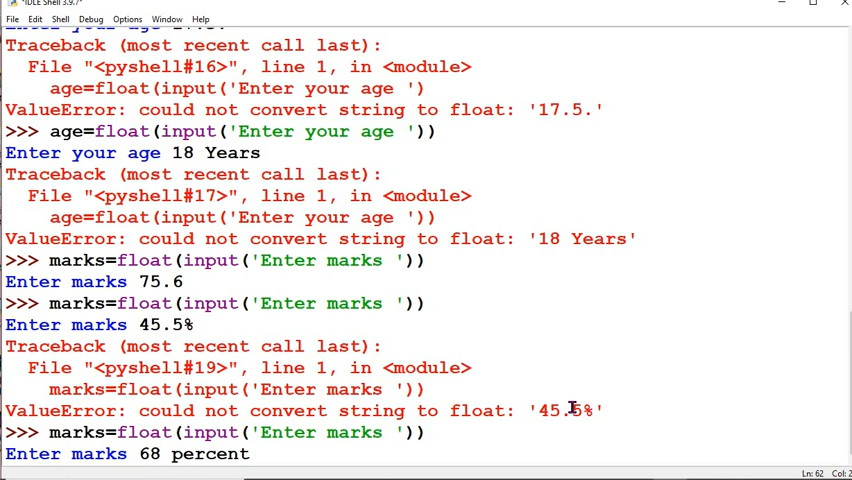 *IDLE Shell 3.9.7*
File Edit Shell Debug Options Window Help
Enter your age
Traceback (most recent call last):
  File "<pyshell#16>", line 1, in <module>
    age=float(input('Enter your age ')
ValueError: could not convert string to float: '17.5.'
>>> age=float(input('Enter your age '))
Enter your age 18 Years
Traceback (most recent call last):
  File "<pyshell#17>", line 1, in <module>
    age=float(input('Enter your age '))
ValueError: could not convert string to float: '18 Years'
>>> marks=float(input('Enter marks '))
Enter marks 75.6
>>> marks=float(input('Enter marks '))
Enter marks 45.5%
Traceback (most recent call last):
  File "<pyshell#19>", line 1, in <module>
    marks=float(input('Enter marks '))
ValueError: could not convert string to float: '45.5%'
>>> marks=float(input('Enter marks '))
Enter marks 68 percent
Ln: 62 Col: 2